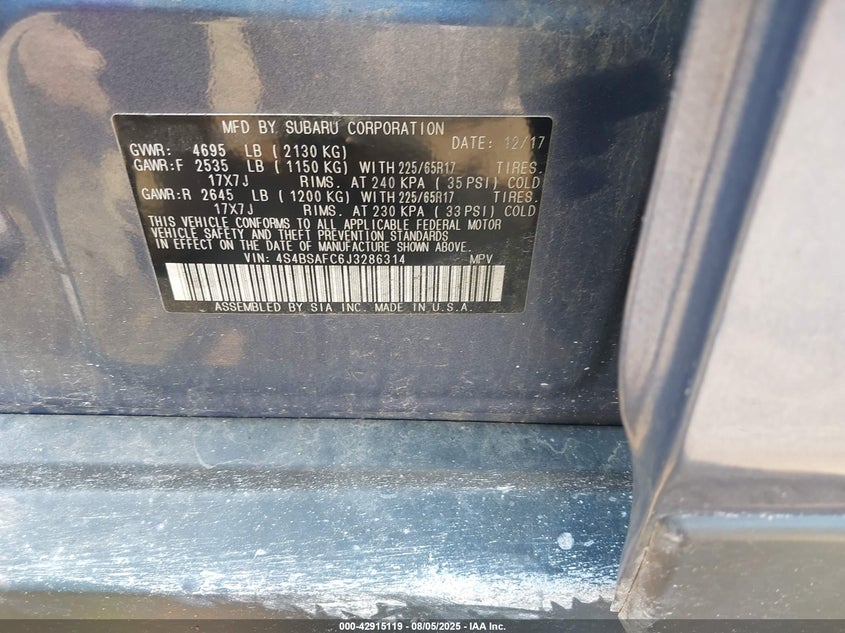 MFD BY SUBARU CORPORATION DATE: 12/17
GVWR: 4695 LB ( 2130 KG)
GAWR:F 2535 LB ( 1150 KG) WITH 225/65R17 TIRES.
17X7J RIMS. AT 240 KPA ( 35 PSI) COLD
GAWR:R 2645 LB ( 1200 KG) WITH 225/65R17 TIRES.
17X7J RIMS. AT 230 KPA ( 33 PSI) COLD
THIS VEHICLE CONFORMS TO ALL APPLICABLE FEDERAL MOTOR
VEHICLE SAFETY AND THEFT PREVENTION STANDARDS
IN EFFECT ON THE DATE OF MANUFACTURE SHOWN ABOVE.
VIN: 4S4BSAFC6J3286314 MPV
ASSEMBLED BY SIA INC. MADE IN U.S.A.
000-42915119 - 08/05/2025 - IAA Inc.